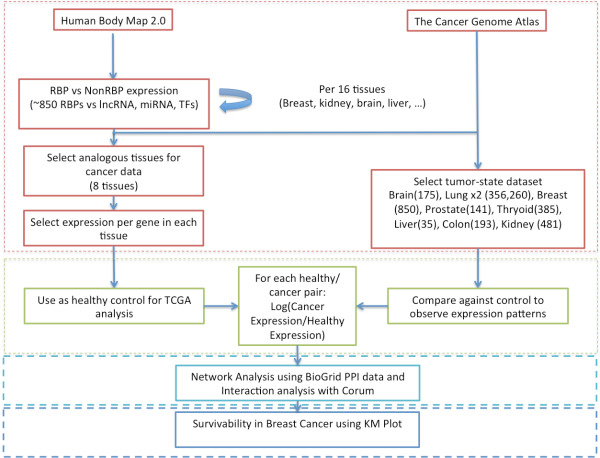 Human Body Map 2.0
The Cancer Genome Atlas
RBP vs NonRBP expression
(~850 RBPs vs lncRNA, miRNA, TFs)
Per 16 tissues
(Breast, kidney, brain, liver, ...)
Select analogous tissues for
cancer data
(8 tissues)
Select tumor-state dataset
Brain(175), Lung x2 (356,260), Breast
(850), Prostate(141), Thryoid(385),
Liver(35), Colon(193), Kidney (481)
Select expression per gene in each
tissue
Use as healthy control for TCGA
analysis
For each healthy/
cancer pair:
Log(Cancer
Expression/Healthy
Expression)
Compare against control to
observe expression patterns
Network Analysis using BioGrid PPI data and
Interaction analysis with Corum
Survivability in Breast Cancer using KM Plot